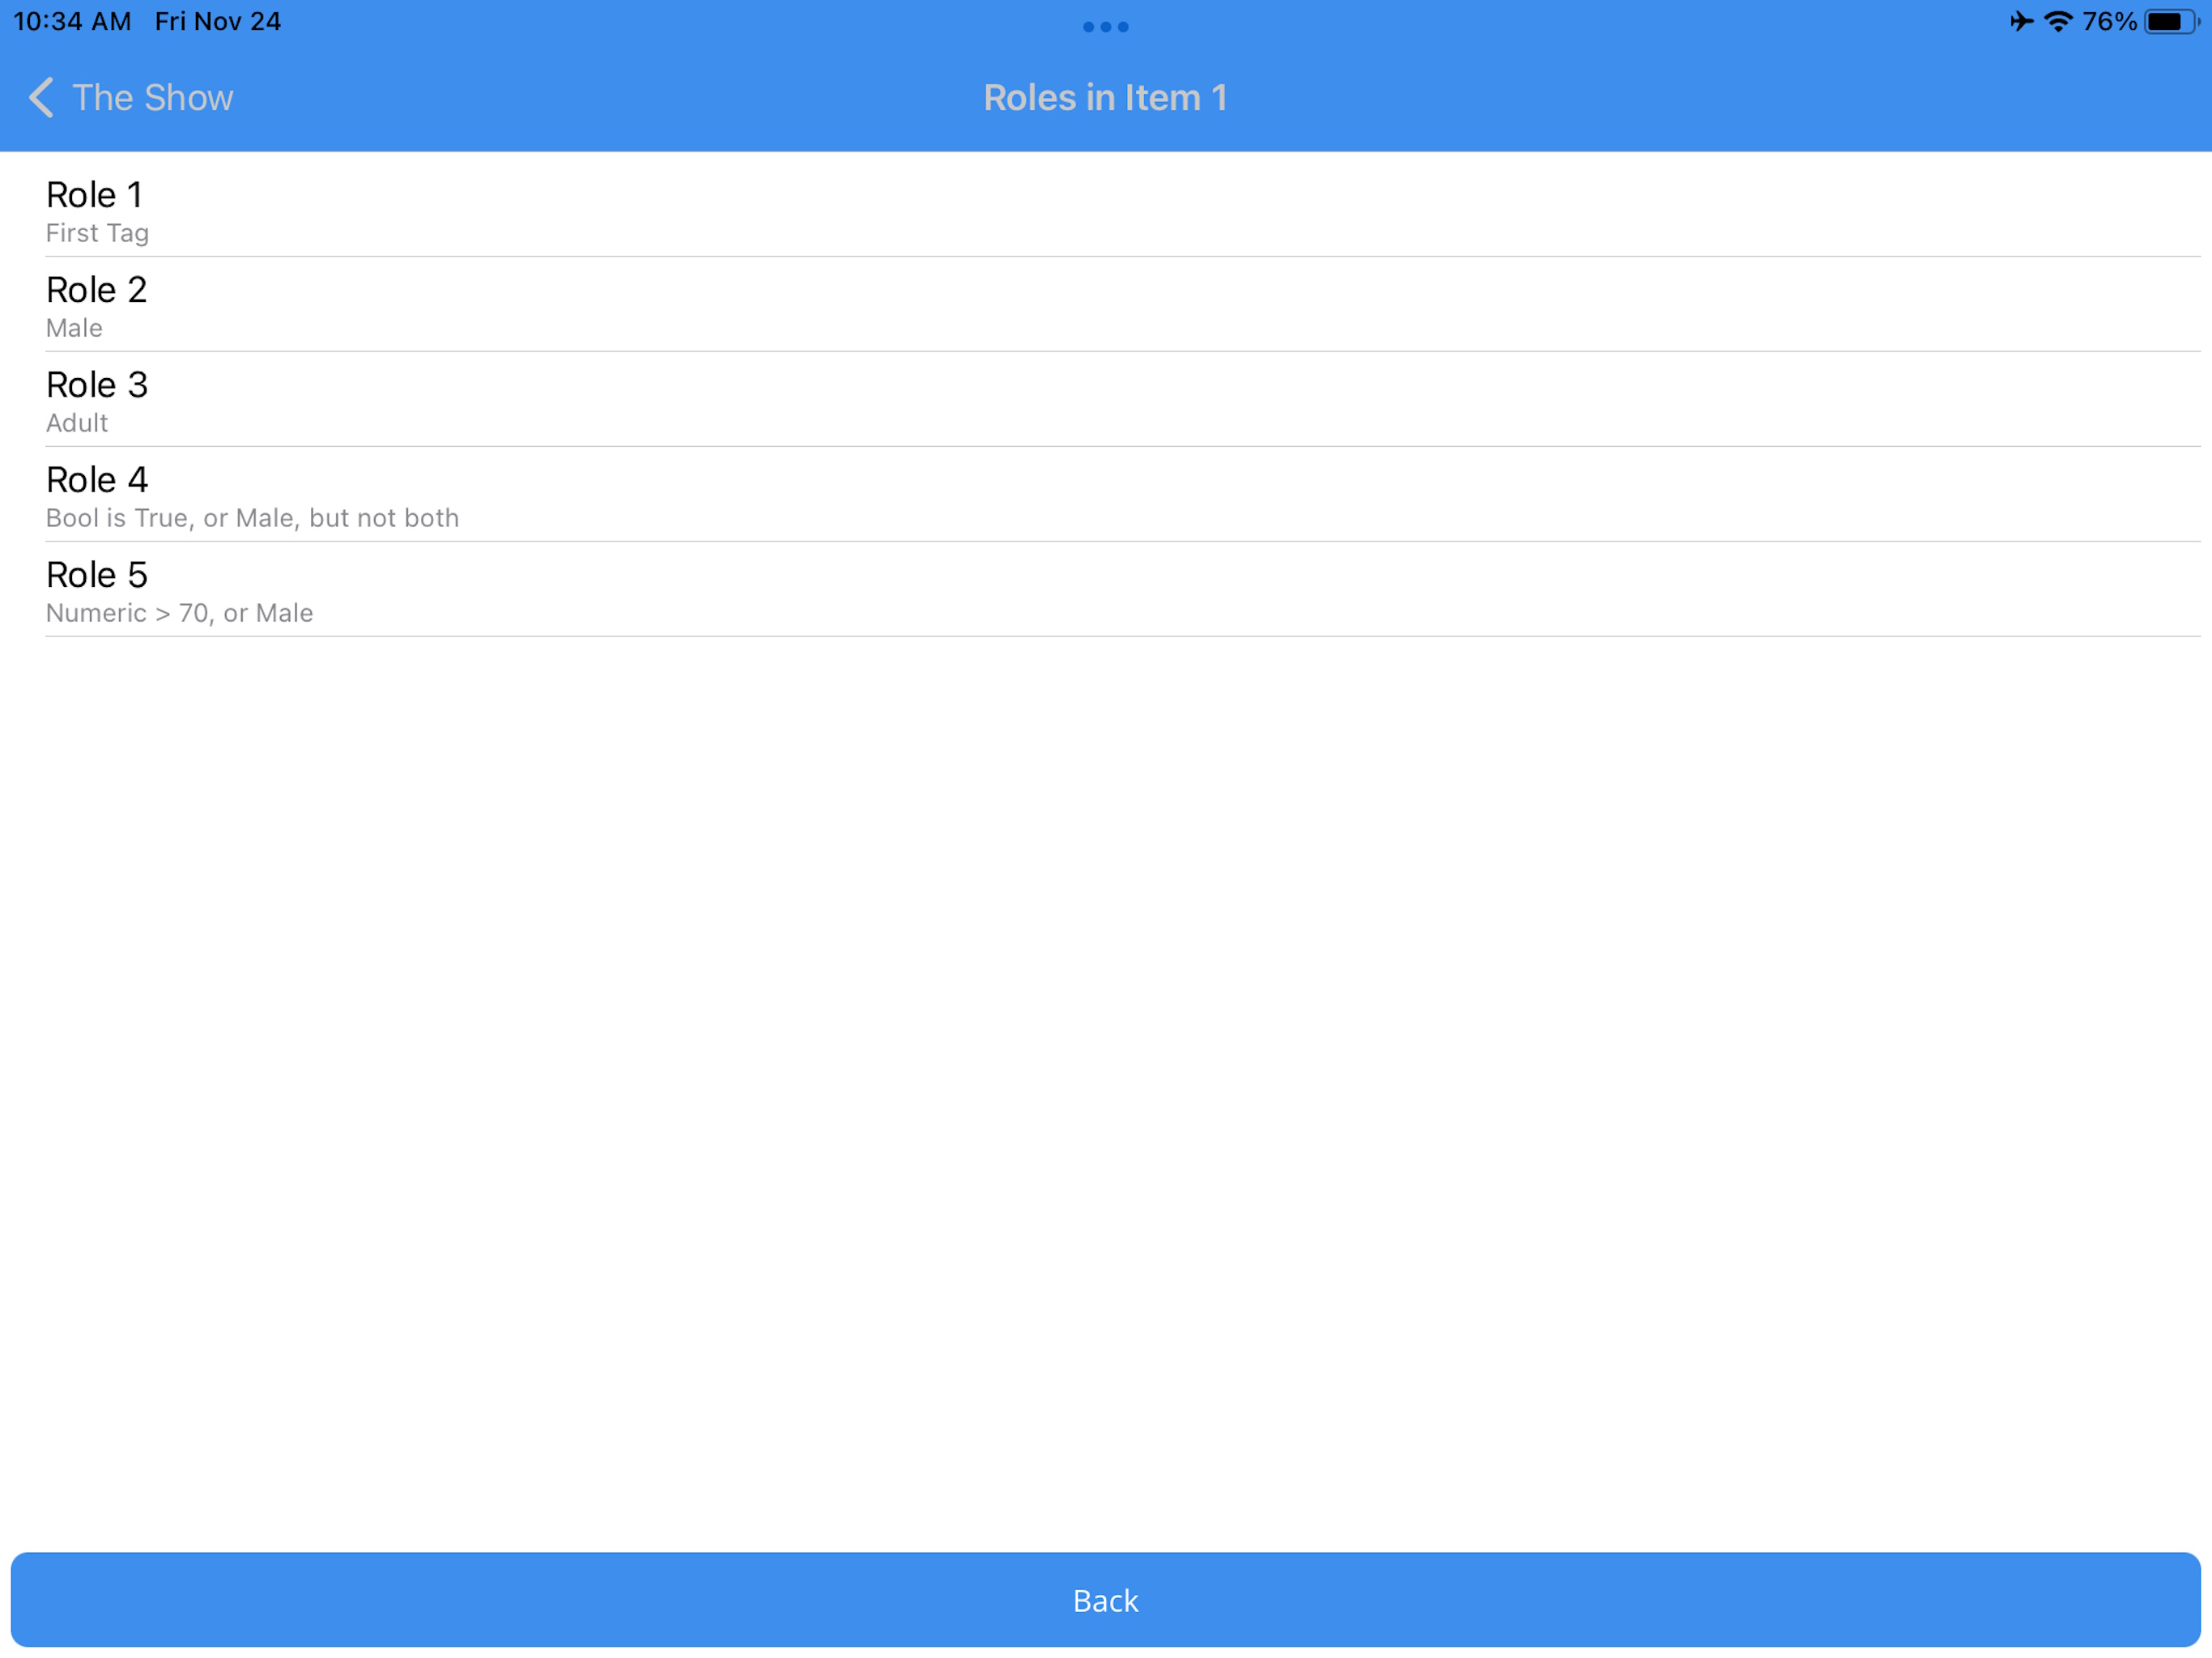 10:34 AM Fri Nov 24
76%
The Show
Roles in Item 1
Role 1
First Tag
Role 2
Male
Role 3
Adult
Role 4
Bool is True, or Male, but not both
Role 5
Numeric > 70, or Male
Back